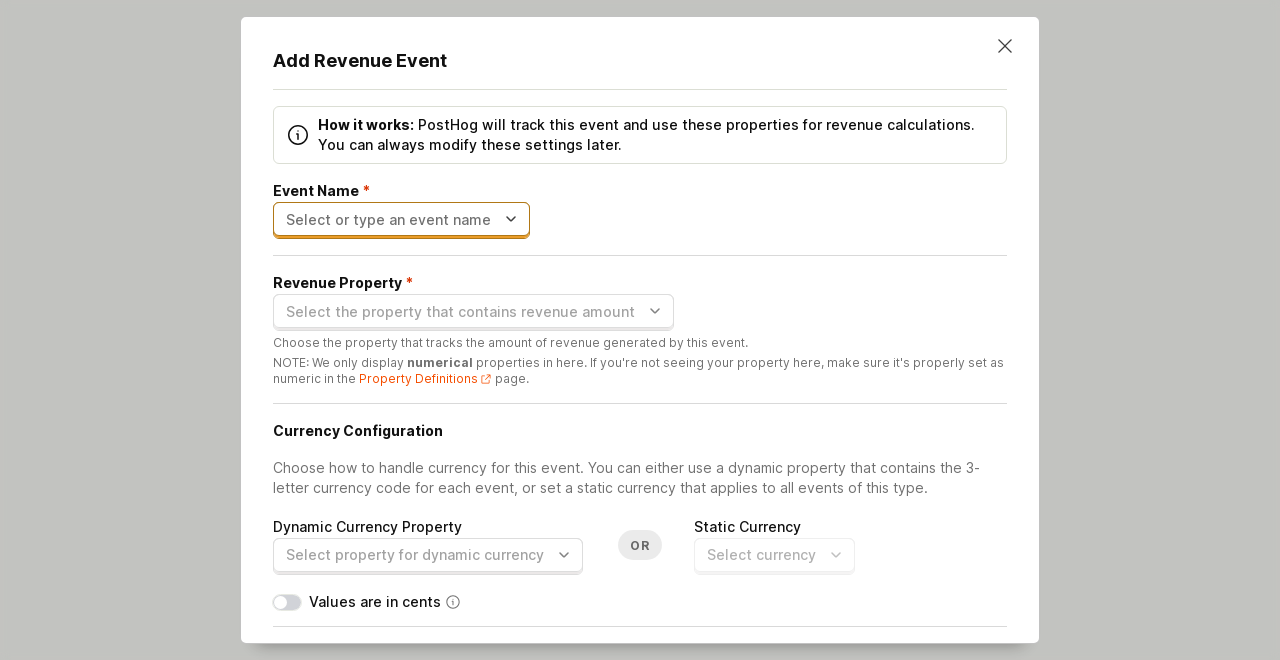 Add Revenue Event
How it works: PostHog will track this event and use these properties for revenue calculations.
You can always modify these settings later.
Event Name *
Select or type an event name
Revenue Property *
Select the property that contains revenue amount
Choose the property that tracks the amount of revenue generated by this event.
NOTE: We only display numerical properties in here. If you're not seeing your property here, make sure it's properly set as
numeric in the Property Definitions page.
Currency Configuration
Choose how to handle currency for this event. You can either use a dynamic property that contains the 3-
letter currency code for each event, or set a static currency that applies to all events of this type.
Dynamic Currency Property
Select property for dynamic currency
OR
Static Currency
Select currency
Values are in cents